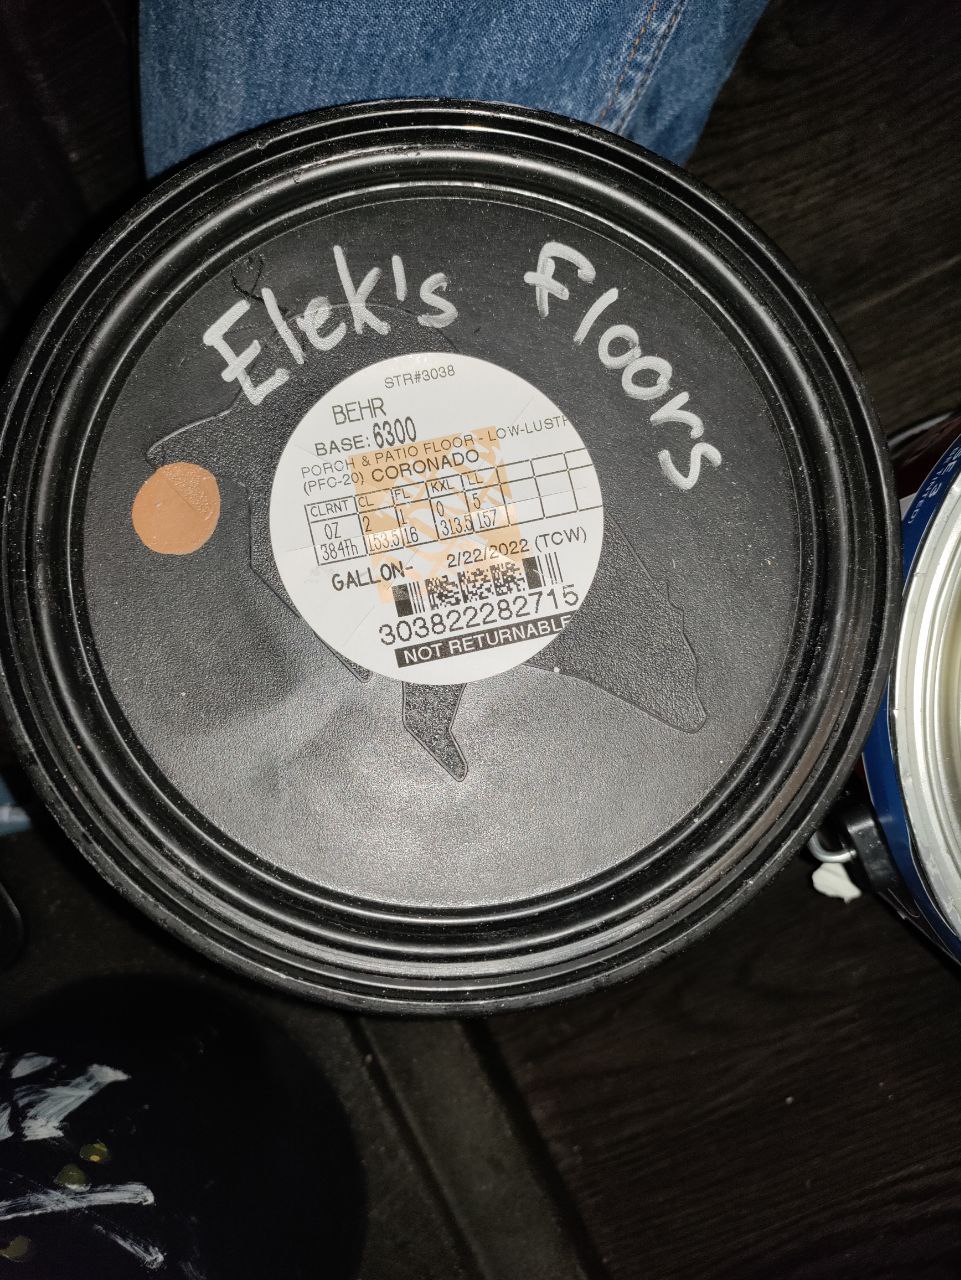 Elek's Floors
STR#3038
BEHR
BASE: 6300
PORCH & PATIO FLOOR - LOW-LUSTR
(PFC-20) CORONADO
CLRNT CL FL KXL LL
OZ 2 1 0 5
384th 153.5 16 313.5 157
GALLON- 2/22/2022 (TCW)
303822282715
NOT RETURNABLE